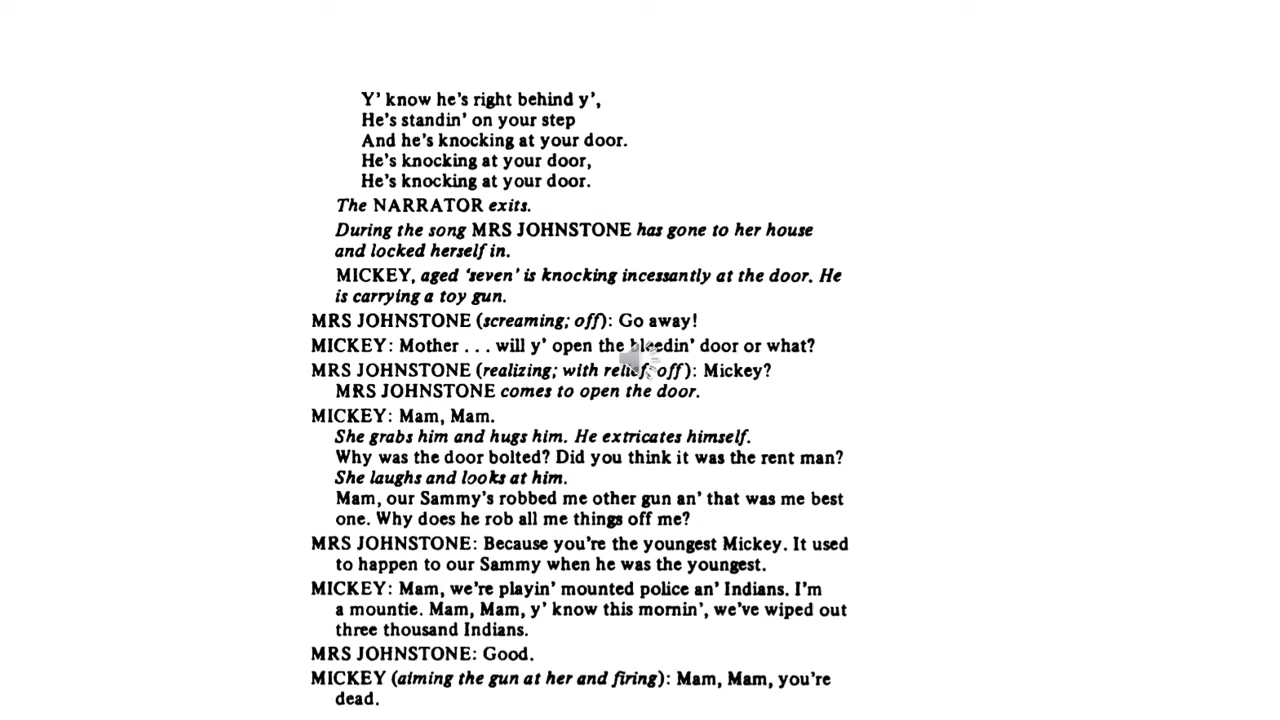 Y' know he's right behind y',
He's standin' on your step
And he's knocking at your door.
He's knocking at your door,
He's knocking at your door.
The NARRATOR exits.
During the song MRS JOHNSTONE has gone to her house
and locked herself in.
MICKEY, aged 'seven' is knocking incessantly at the door. He
is carrying a toy gun.
MRS JOHNSTONE (screaming; off): Go away!
MICKEY: Mother . . . will y' open the bleedin' door or what?
MRS JOHNSTONE (realizing; with relief, off): Mickey?
MRS JOHNSTONE comes to open the door.
MICKEY: Mam, Mam.
She grabs him and hugs him. He extricates himself.
Why was the door bolted? Did you think it was the rent man?
She laughs and looks at him.
Mam, our Sammy's robbed me other gun an' that was me best
one. Why does he rob all me things off me?
MRS JOHNSTONE: Because you're the youngest Mickey. It used
to happen to our Sammy when he was the youngest.
MICKEY: Mam, we're playin' mounted police an' Indians. I'm
a mountie. Mam, Mam, y' know this mornin', we've wiped out
three thousand Indians.
MRS JOHNSTONE: Good.
MICKEY (aiming the gun at her and firing): Mam, Mam, you're
dead.